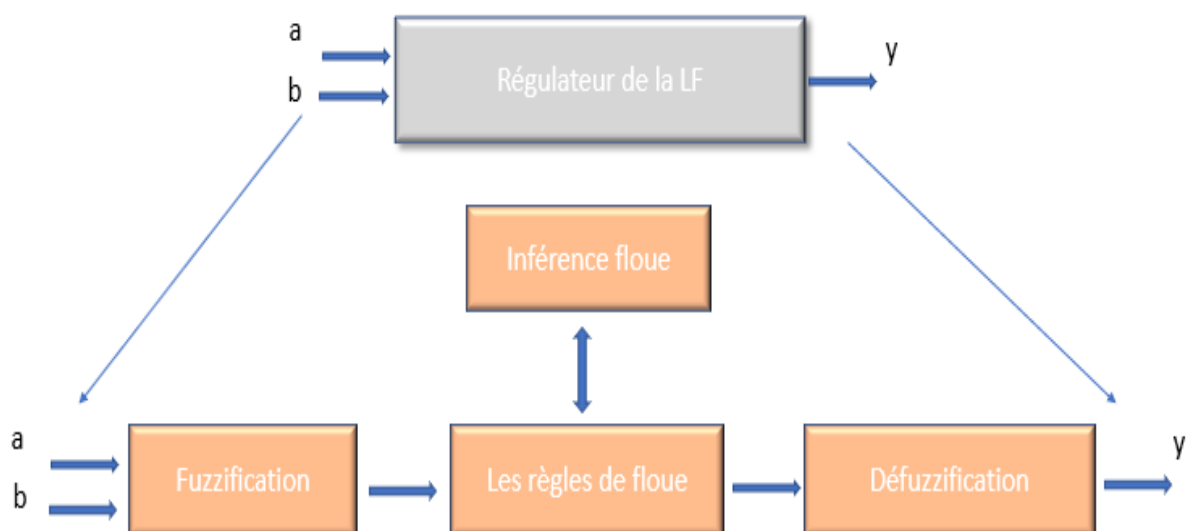 a
b
Régulateur de la LF
y
Inférence floue
a
b
Fuzzification
Les règles de floue
Défuzzification
y